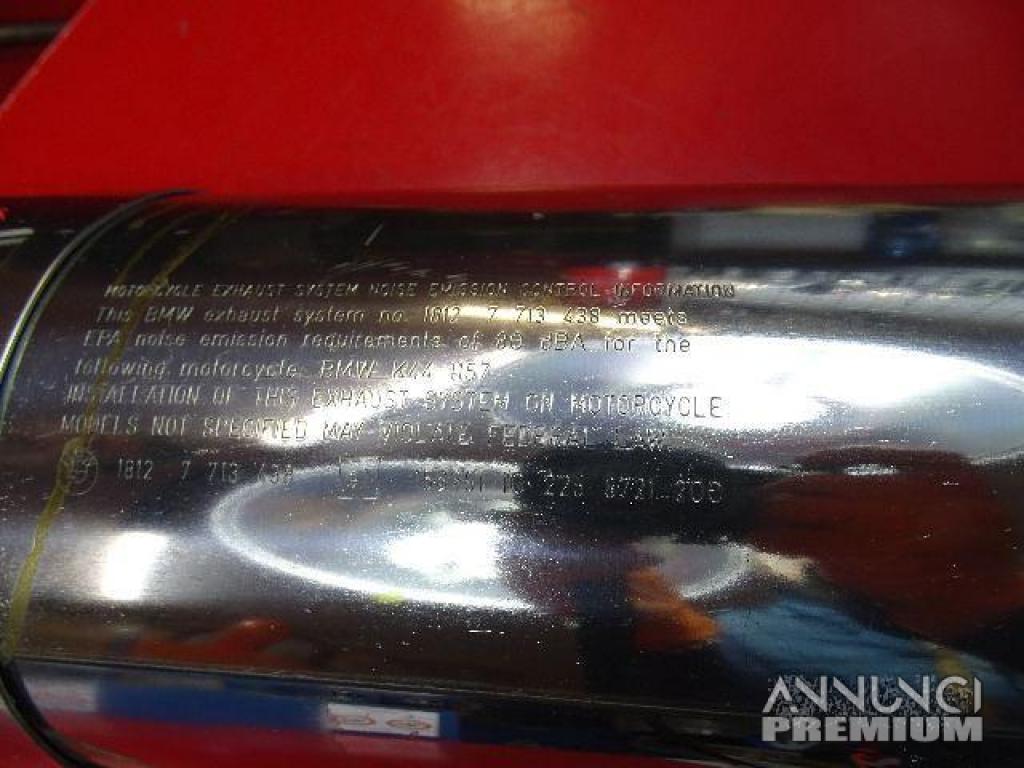 MOTORCYCLE EXHAUST SYSTEM NOISE EMISSION CONTROL INFORMATION
This BMW exhaust system no. 1812 7 713 438 meets
EPA noise emission requirements of 80 dBA for the
following motorcycle BMW K44
INSTALLATION OF THIS EXHAUST SYSTEM ON MOTORCYCLE
MODELS NOT SPECIFIED MAY VIOLATE FEDERAL LAW
1812 7 713 438
ANNUNCI
PREMIUM